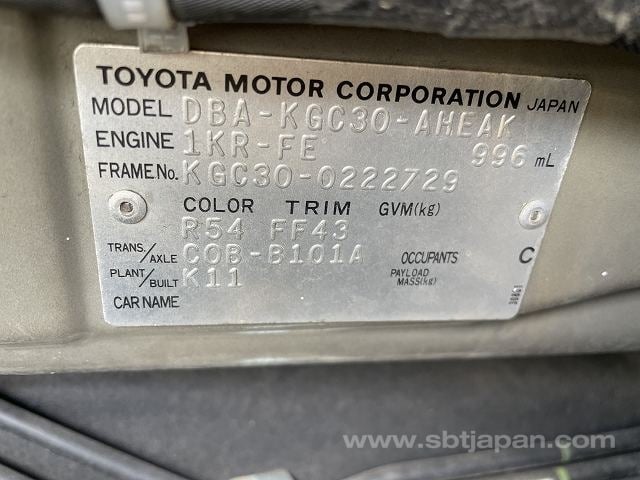 TOYOTA MOTOR CORPORATION JAPAN
MODEL DBA-KGC30-AHEAK
ENGINE 1KR-FE 996 mL
FRAME No. KGC30-0222729
COLOR TRIM GVM(kg)
R54 FF43
TRANS./AXLE C0B-B101A OCCUPANTS C
PLANT/BUILT K11 PAYLOAD MASS(kg)
CAR NAME
www.sbtjapan.com